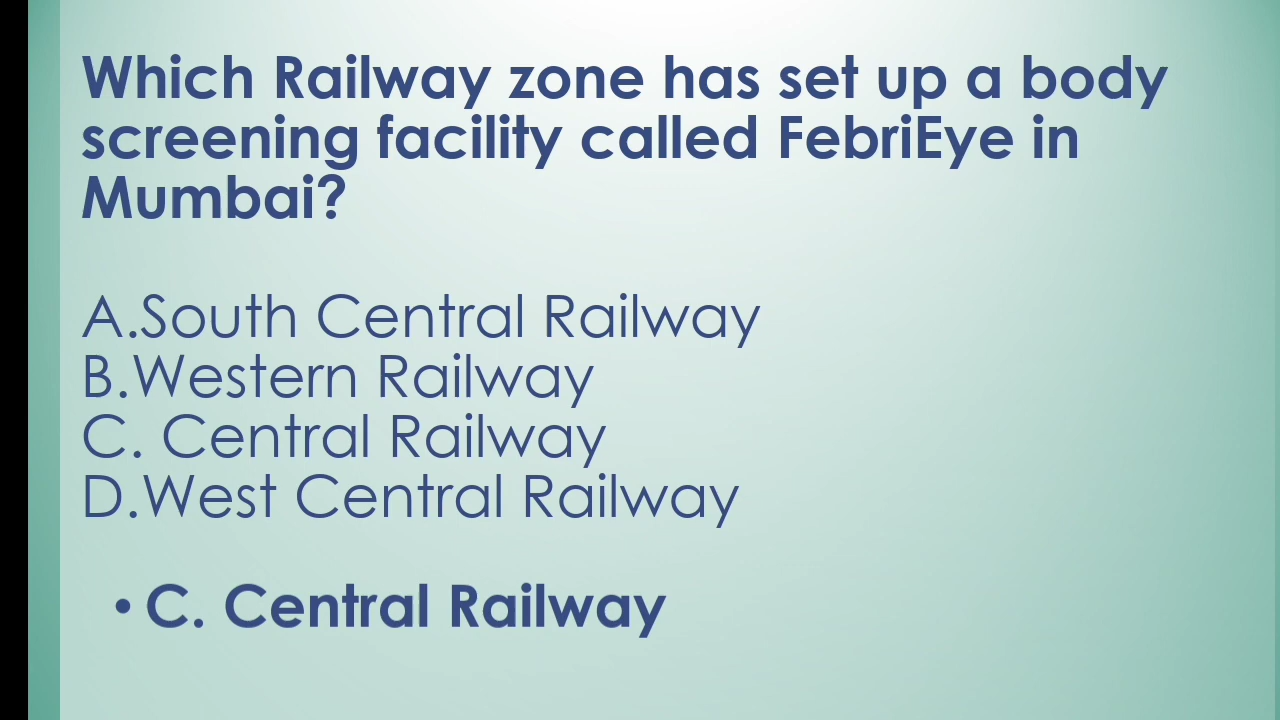 Which Railway zone has set up a body
screening facility called FebriEye in
Mumbai?
A.South Central Railway
B.Western Railway
C. Central Railway
D.West Central Railway
• C. Central Railway